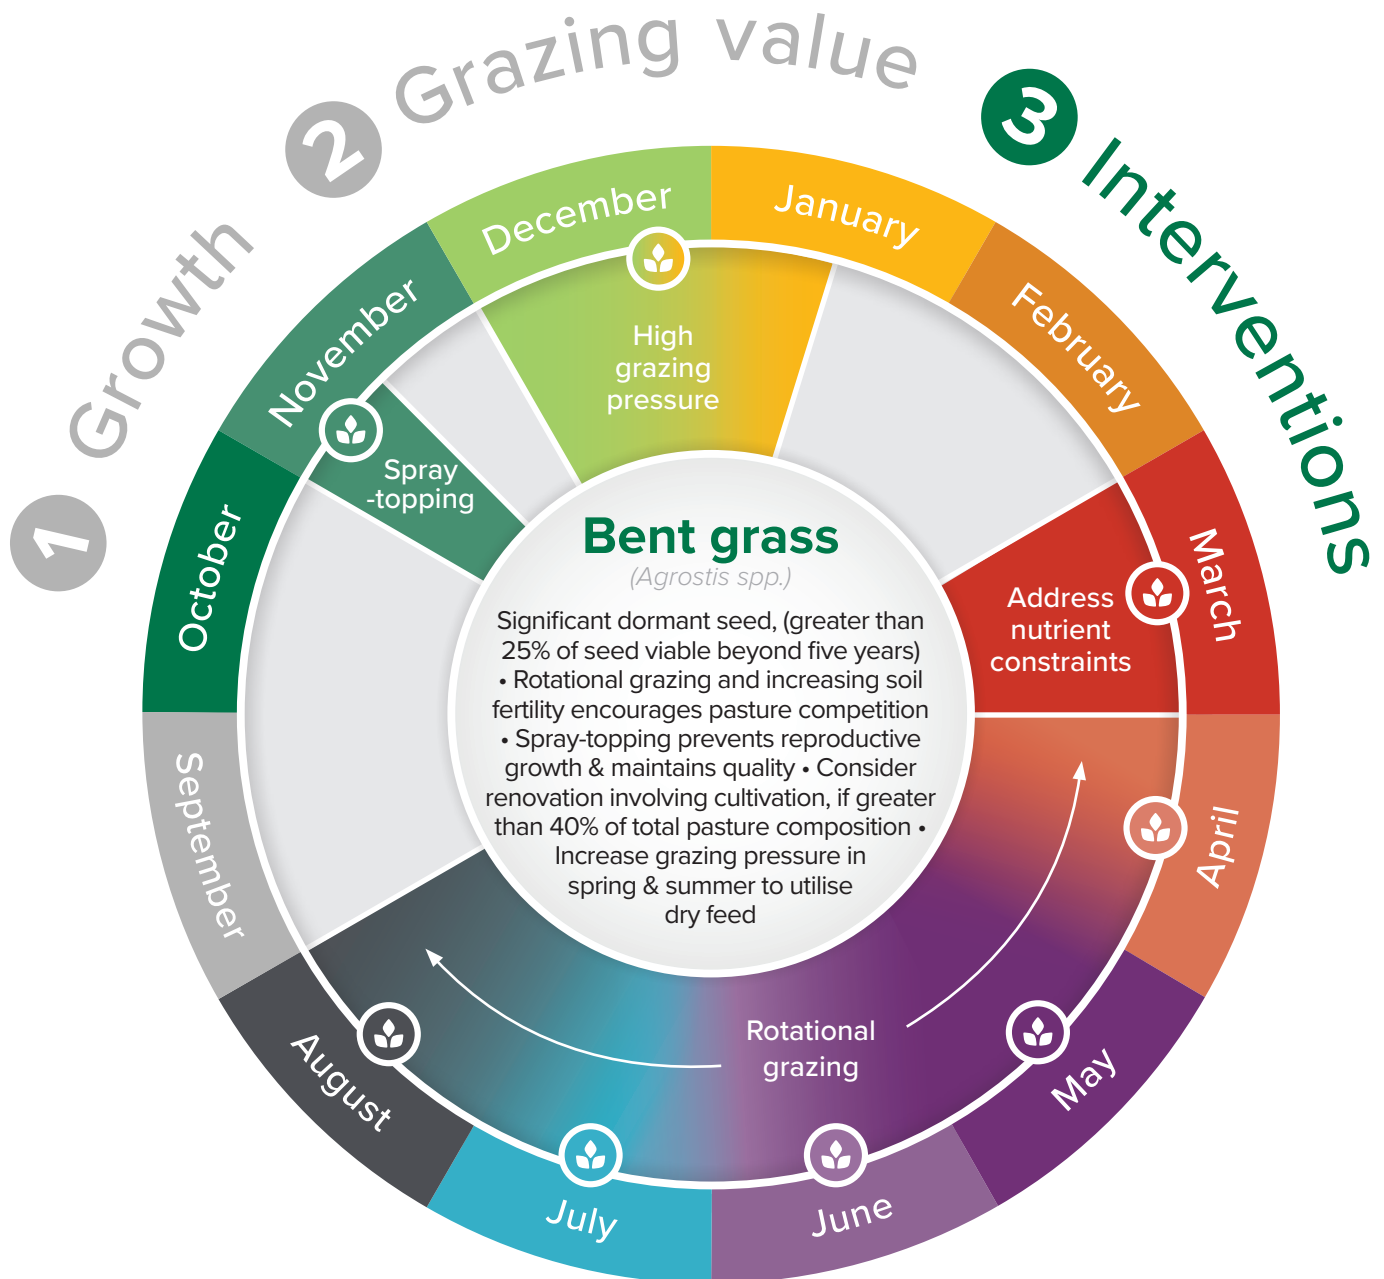 1 Growth
2 Grazing value
3 Interventions
December
January
February
March
April
May
June
July
August
September
October
November
High
grazing
pressure
Spray
-topping
Address
nutrient
constraints
Rotational
grazing
Bent grass
(Agrostis spp.)
Significant dormant seed, (greater than
25% of seed viable beyond five years)
• Rotational grazing and increasing soil
fertility encourages pasture competition
• Spray-topping prevents reproductive
growth & maintains quality • Consider
renovation involving cultivation, if greater
than 40% of total pasture composition •
Increase grazing pressure in
spring & summer to utilise
dry feed